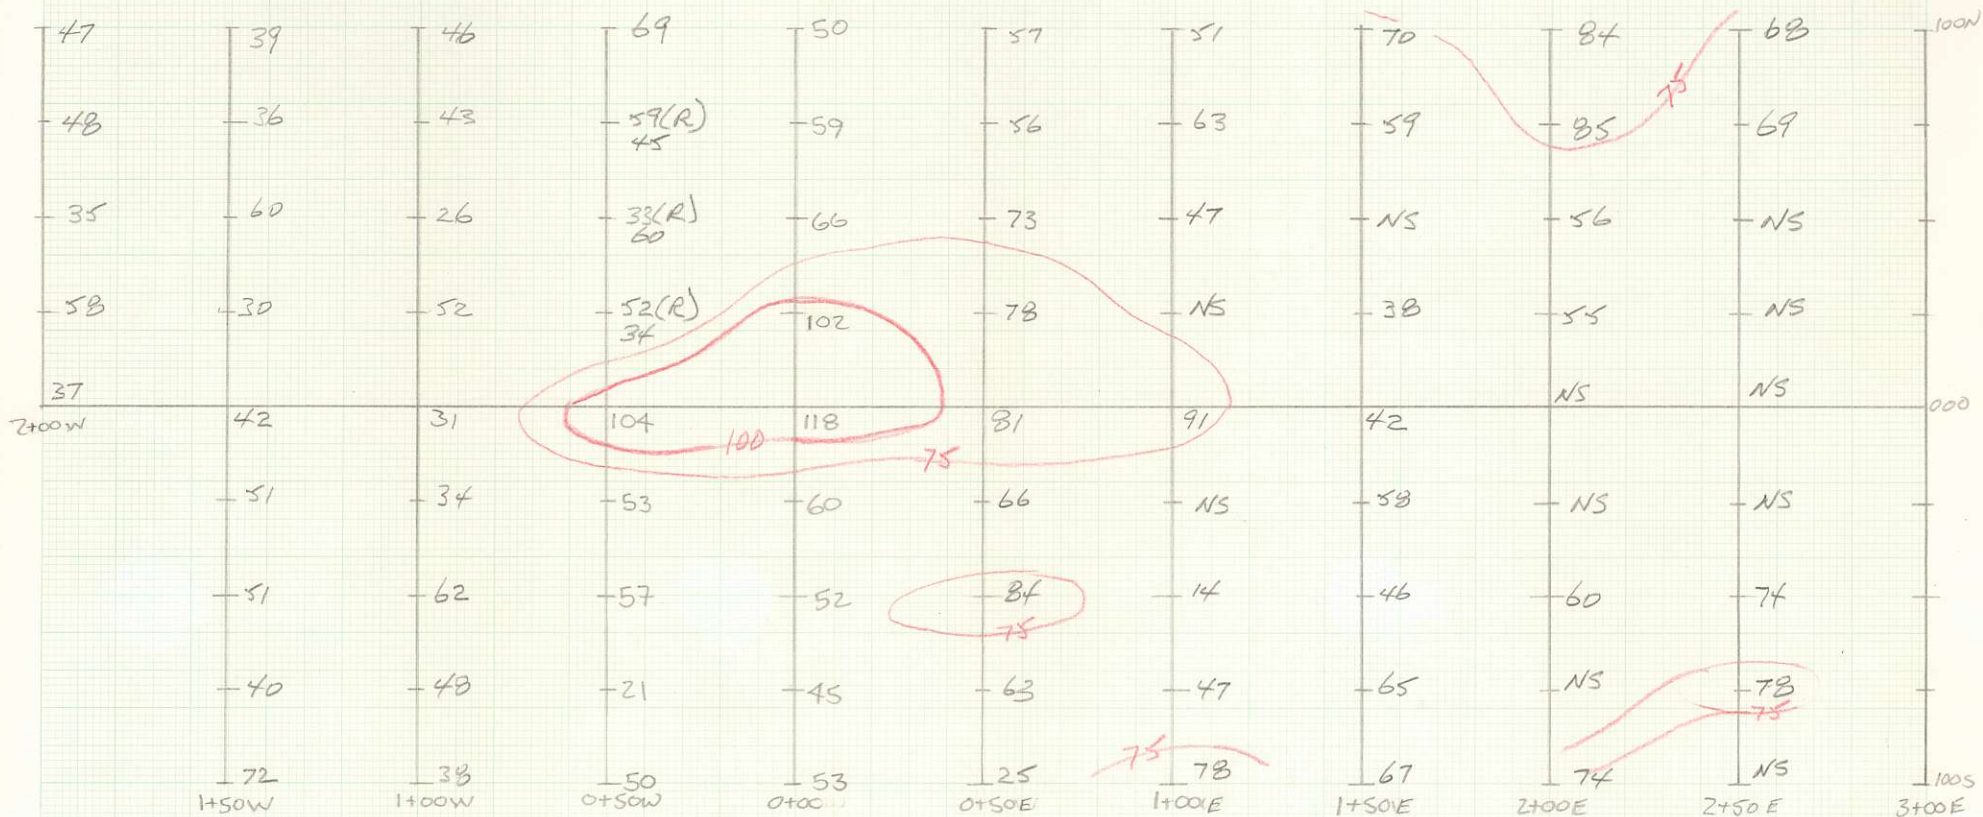 47 39 46 69 50 57 51 70 84 68 100N
48 36 43 59(R) 59 56 63 59 85 75 69
45
35 60 26 33(R) 66 73 47 NS 56 NS
60
58 30 52 52(R) 102 78 NS 38 55 NS
34
37 NS NS
2+00W 42 31 104 118 81 91 42 000
100 75
51 34 53 60 66 NS 58 NS NS
51 62 57 52 84 14 46 60 74
75
40 48 21 45 63 47 65 NS 78
75
75
72 38 50 53 25 78 67 74 NS 100S
1+50W 1+00W 0+50W 0+00 0+50E 1+00E 1+50E 2+00E 2+50E 3+00E